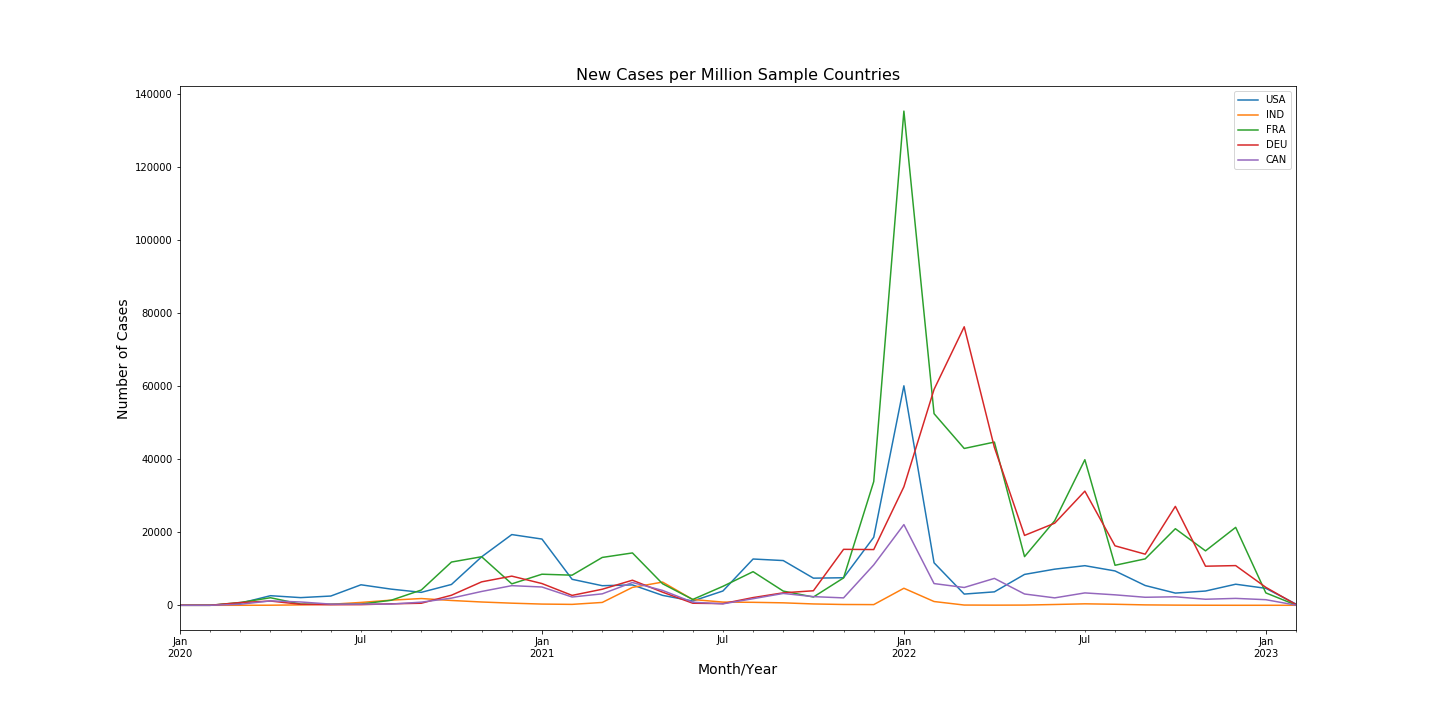 New Cases per Million Sample Countries
140000
120000
100000
80000
60000
40000
20000
0
Number of Cases
USA
IND
FRA
DEU
CAN
Jan Jul Jan Jul Jan Jul Jan
2020 2021 2022 2023
Month/Year